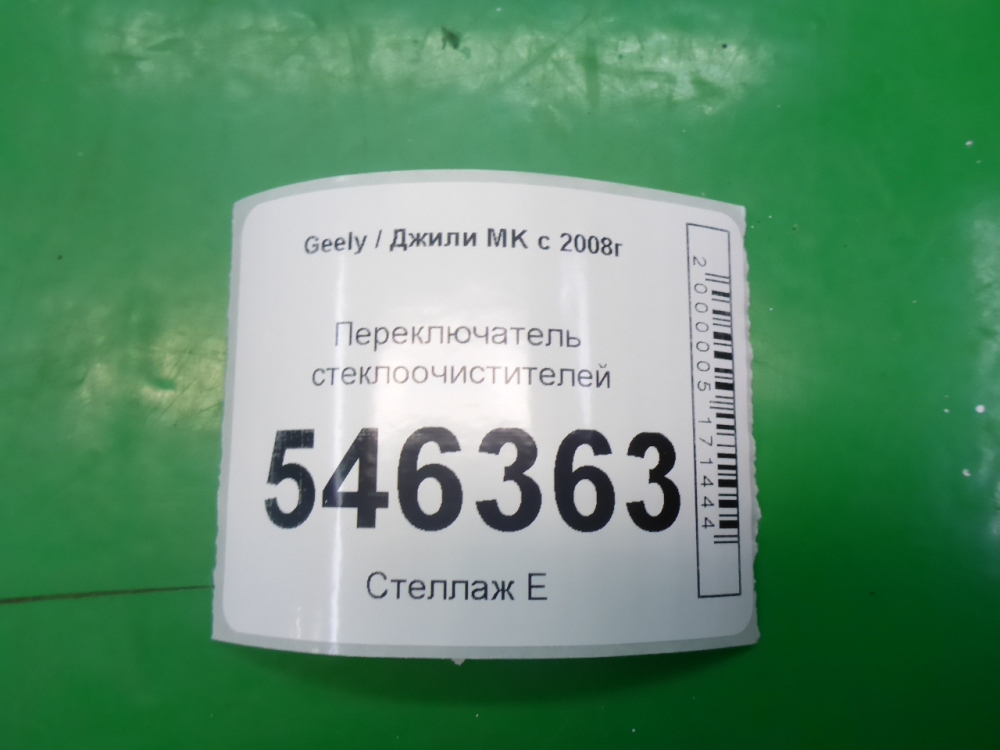 Geely / Джили МК с 2008г
Переключатель
стеклоочистителей
546363
Стеллаж Е
2000005171444